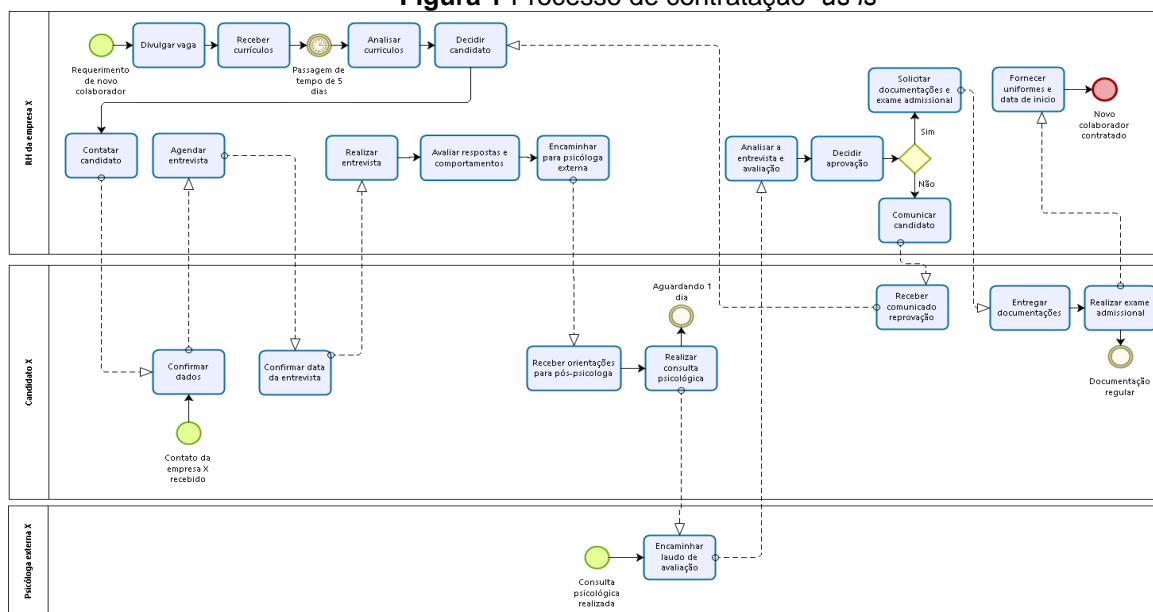 Figura 1 Processo de contratação "as is"
RH da empresa X
Requerimento
de novo
colaborador
Divulgar vaga
Receber
currículos
Passagem de
tempo de 5
dias
Analisar
curriculos
Decidir
candidato
Contatar
candidato
Agendar
entrevista
Realizar
entrevista
Avaliar respostas e
comportamentos
Encaminhar
para psicóloga
externa
Analisar a
entrevista e
avaliação
Decidir
aprovação
Sim
Não
Solicitar
documentações e
exame admissional
Comunicar
candidato
Fornecer
uniformes e
data de inicio
Novo
colaborador
contratado
Candidato X
Confirmar
dados
Contato da
empresa X
recebido
Confirmar data
da entrevista
Receber orientações
para pós-psicologa
Aguardando 1
dia
Realizar
consulta
psicológica
Receber
comunicado
reprovação
Entregar
documentações
Realizar exame
admissional
Documentação
regular
Psicóloga externa X
Consulta
psicológica
realizada
Encaminhar
laudo de
avaliação